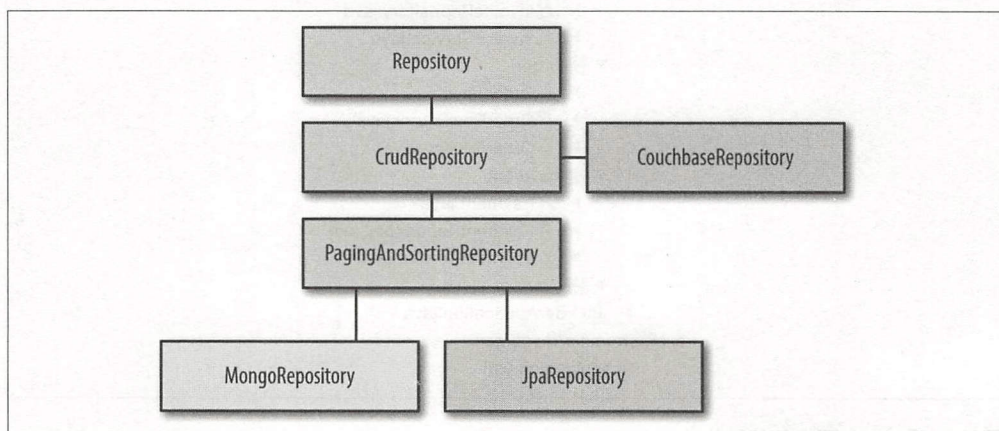 Repository
CrudRepository
CouchbaseRepository
PagingAndSortingRepository
MongoRepository
JpaRepository